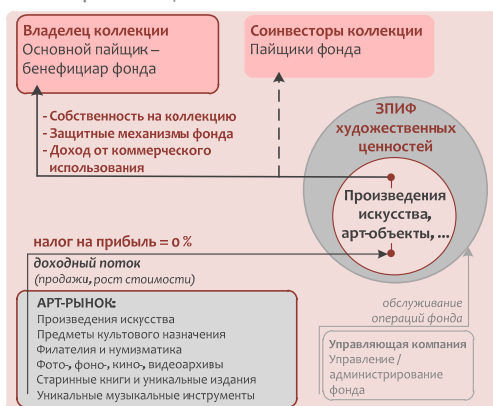 Владелец коллекции
Основной пайщик –
бенефициар фонда
Соинвесторы коллекции
Пайщики фонда
- Собственность на коллекцию
- Защитные механизмы фонда
- Доход от коммерческого
использования
ЗПИФ
художественных
ценностей
Произведения
искусства,
арт-объекты, ...
налог на прибыль = 0 %
доходный поток
(продажи, рост стоимости)
АРТ-РЫНОК:
Произведения искусства
Предметы культового назначения
Филателия и нумизматика
Фото-, фоно-, кино-, видеоархивы
Старинные книги и уникальные издания
Уникальные музыкальные инструменты
обслуживание
операций фонда
Управляющая компания
Управление /
администрирование
фонда